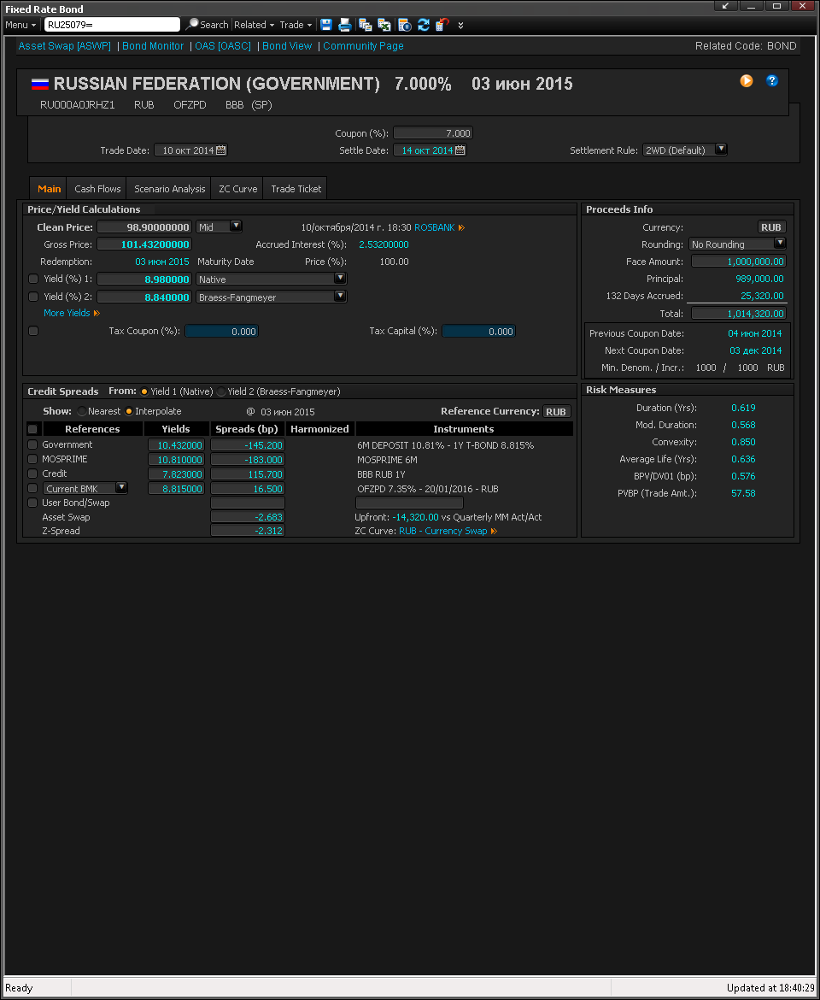 Fixed Rate Bond
Menu RU25079= Search Related Trade
Asset Swap [ASWP] | Bond Monitor | OAS [OASC] | Bond View | Community Page Related Code: BOND
RUSSIAN FEDERATION (GOVERNMENT) 7.000% 03 июн 2015
RU000A0JRHZ1 RUB OFZPD BBB (SP)
Coupon (%): 7.000
Trade Date: 10 окт 2014 Settle Date: 14 окт 2014 Settlement Rule: 2WD (Default)
Main Cash Flows Scenario Analysis ZC Curve Trade Ticket
Price/Yield Calculations
Clean Price: 98.90000000 Mid 10/октября/2014 г. 18:30 ROSBANK
Gross Price: 101.43200000 Accrued Interest (%): 2.53200000
Redemption: 03 июн 2015 Maturity Date Price (%): 100.00
Yield (%) 1: 8.980000 Native
Yield (%) 2: 8.840000 Braess-Fangmeyer
More Yields
Tax Coupon (%): 0.000 Tax Capital (%): 0.000
Proceeds Info
Currency: RUB
Rounding: No Rounding
Face Amount: 1,000,000.00
Principal: 989,000.00
132 Days Accrued: 25,320.00
Total: 1,014,320.00
Previous Coupon Date: 04 июн 2014
Next Coupon Date: 03 дек 2014
Min. Denom. / Incr.: 1000 / 1000 RUB
Credit Spreads From: Yield 1 (Native) Yield 2 (Braess-Fangmeyer)
Show: Nearest Interpolate @ 03 июн 2015 Reference Currency: RUB
References Yields Spreads (bp) Harmonized Instruments
Government 10.432000 -145.200 6M DEPOSIT 10.81% - 1Y T-BOND 8.815%
MOSPRIME 10.810000 -183.000 MOSPRIME 6M
Credit 7.823000 115.700 BBB RUB 1Y
Current BMK 8.815000 16.500 OFZPD 7.35% - 20/01/2016 - RUB
User Bond/Swap
Asset Swap -2.683 Upfront: -14,320.00 vs Quarterly MM Act/Act
Z-Spread -2.312 ZC Curve: RUB - Currency Swap
Risk Measures
Duration (Yrs): 0.619
Mod. Duration: 0.568
Convexity: 0.850
Average Life (Yrs): 0.636
BPV/DV01 (bp): 0.576
PVBP (Trade Amt.): 57.58
Ready Updated at 18:40:29